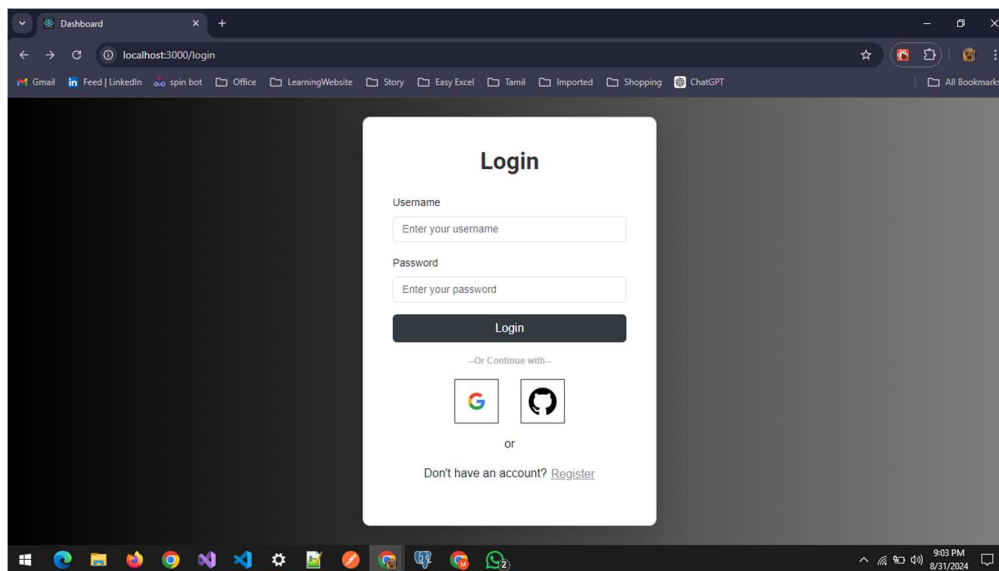 Dashboard
localhost:3000/login
Gmail Feed | LinkedIn spin bot Office LearningWebsite Story Easy Excel Tamil Imported Shopping ChatGPT All Bookmarks
Login
Username
Enter your username
Password
Enter your password
Login
--Or Continue with--
or
Don't have an account? Register
9:03 PM
8/31/2024
2